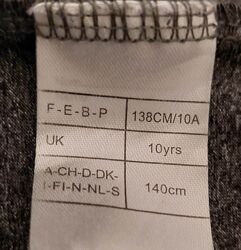 F-E-B-P 138CM/10A
UK 10yrs
A-CH-D-DK-
I-FI-N-NL-S 140cm